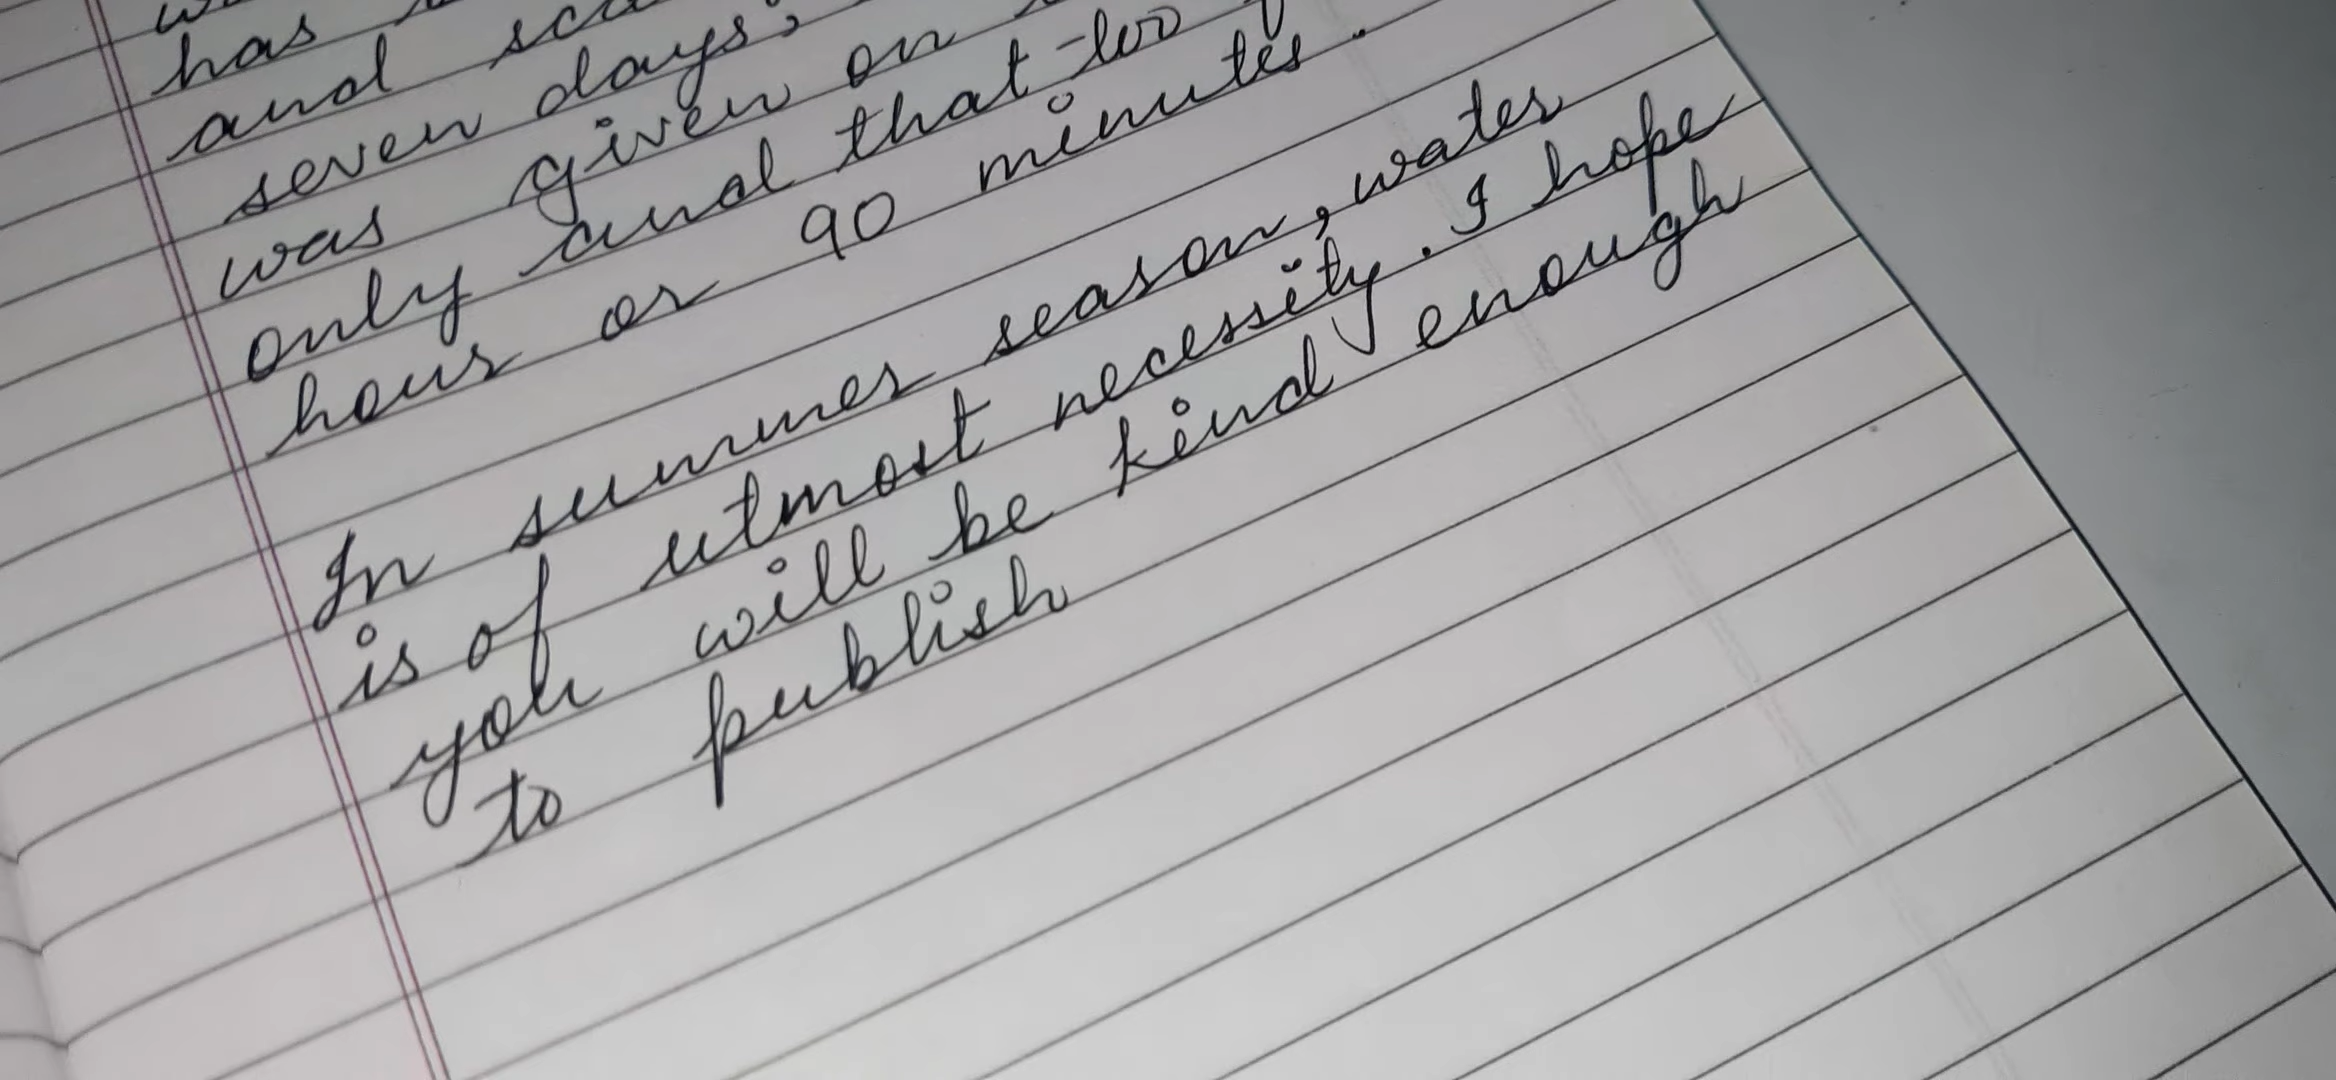 has
and
seven days.
was given on
only and that too
hour or 90 minutes.
In summer season, water
is of utmost necessity. I hope
you will be kind enough
to publish